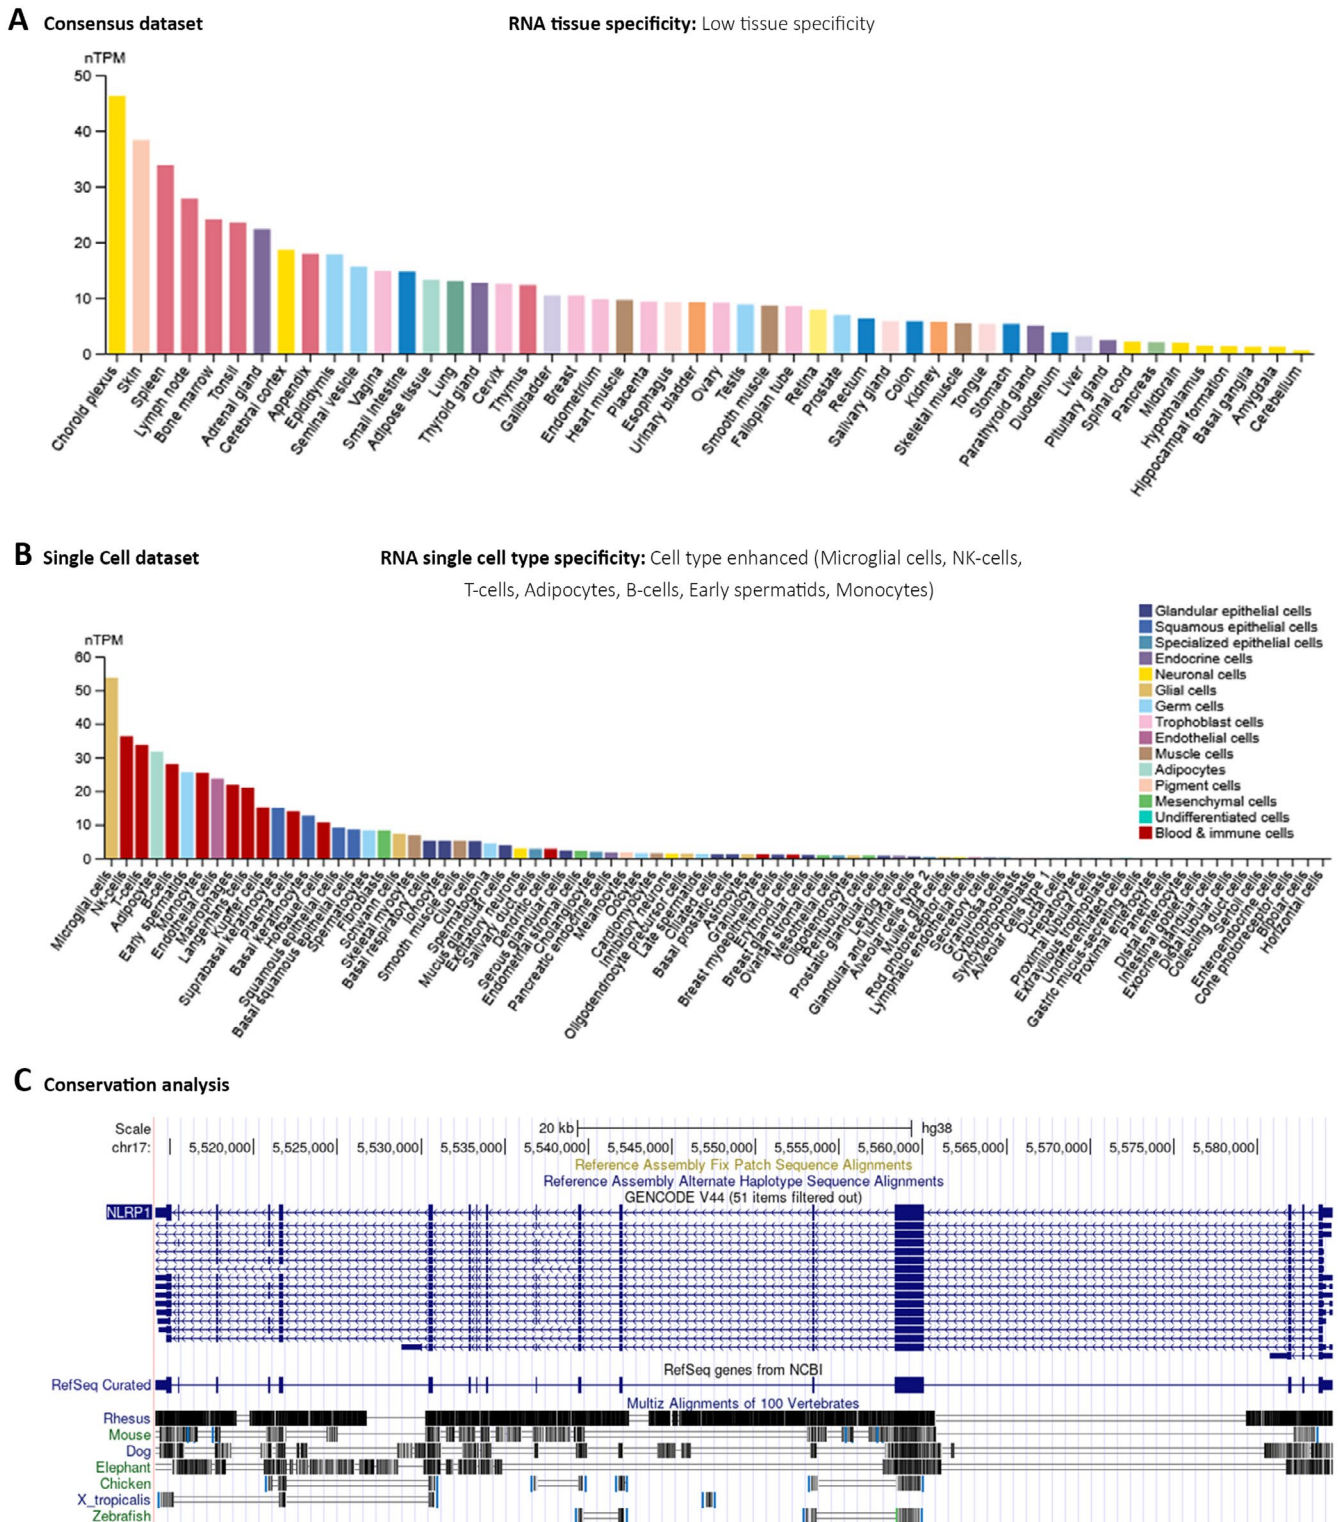 A Consensus dataset
RNA tissue specificity: Low tissue specificity
nTPM
50
40
30
20
10
0
Choroid plexus
Skin
Spleen
Lymph node
Bone marrow
Tonsil
Adrenal gland
Cerebral cortex
Appendix
Epididymis
Seminal vesicle
Vagina
Small intestine
Adipose tissue
Lung
Thyroid gland
Cervix
Thymus
Gallbladder
Breast
Endometrium
Heart muscle
Placenta
Esophagus
Urinary bladder
Ovary
Testis
Smooth muscle
Fallopian tube
Retina
Prostate
Rectum
Salivary gland
Colon
Kidney
Skeletal muscle
Tongue
Stomach
Parathyroid gland
Duodenum
Liver
Pituitary gland
Spinal cord
Pancreas
Midbrain
Hypothalamus
Hippocampal formation
Basal ganglia
Amygdala
Cerebellum
B Single Cell dataset
RNA single cell type specificity: Cell type enhanced (Microglial cells, NK-cells,
T-cells, Adipocytes, B-cells, Early spermatids, Monocytes)
Glandular epithelial cells
Squamous epithelial cells
Specialized epithelial cells
Endocrine cells
Neuronal cells
Glial cells
Germ cells
Trophoblast cells
Endothelial cells
Muscle cells
Adipocytes
Pigment cells
Mesenchymal cells
Undifferentiated cells
Blood & immune cells
nTPM
60
50
40
30
20
10
0
Microglial cells
NK-cells
T-cells
Adipocytes
B-cells
Early spermatids
Monocytes
Endothelial cells
Macrophages
Langerhans cells
Kupffer cells
Suprabasal keratinocytes
Plasma cells
Basal keratinocytes
Hofbauer cells
Squamous epithelial cells
Basal squamous epithelial cells
Spermatocytes
Fibroblasts
Schwann cells
Skeletal myocytes
Basal respiratory cells
Ionocytes
Smooth muscle cells
Club cells
Spermatogonia
Mucus glandular cells
Excitatory neurons
Dendritic cells
Serous glandular cells
Endometrial stromal cells
Cholangiocytes
Pancreatic endocrine cells
Melanocytes
Oocytes
Cardiomyocytes
Inhibitory neurons
Oligodendrocyte precursor cells
Late spermatids
Ciliated cells
Basal prostatic cells
Astrocytes
Granulocytes
Breast myoepithelial cells
Erythroid cells
Breast glandular cells
Ovarian stromal cells
Oligodendrocytes
Prostatic glandular cells
Leydig cells
Glandular and luminal cells
Alveolar cells type 2
Rod photoreceptor cells
Lymphatic endothelial cells
Secretory cells
Granulosa cells
Syncytiotrophoblasts
Alveolar cells type 1
Ductal cells
Hepatocytes
Extravillous trophoblasts
Undifferentiated cells
Gastric mucus-secreting cells
Proximal enterocytes
Paneth cells
Distal enterocytes
Intestinal goblet cells
Exocrine glandular cells
Distal tubular cells
Collecting duct cells
Sertoli cells
Enteroendocrine cells
Cone photoreceptor cells
Bipolar cells
Horizontal cells
C Conservation analysis
Scale
20 kb
hg38
chr17:
5,520,000
5,525,000
5,530,000
5,535,000
5,540,000
5,545,000
5,550,000
5,555,000
5,560,000
5,565,000
5,570,000
5,575,000
5,580,000
Reference Assembly Fix Patch Sequence Alignments
Reference Assembly Alternate Haplotype Sequence Alignments
GENCODE V44 (51 items filtered out)
NLRP1
RefSeq genes from NCBI
RefSeq Curated
Multiz Alignments of 100 Vertebrates
Rhesus
Mouse
Dog
Elephant
Chicken
X_tropicalis
Zebrafish